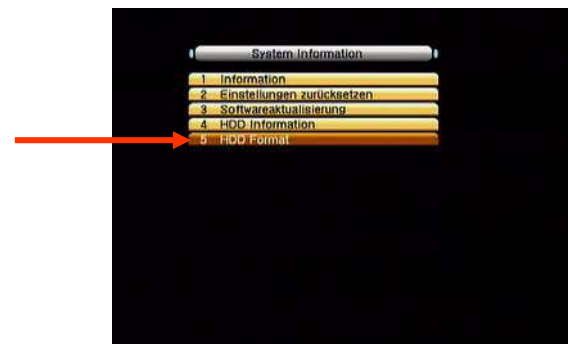 System Information
1 Information
2 Einstellungen zurücksetzen
3 Softwareaktualisierung
4 HDD Information
5 HDD Format